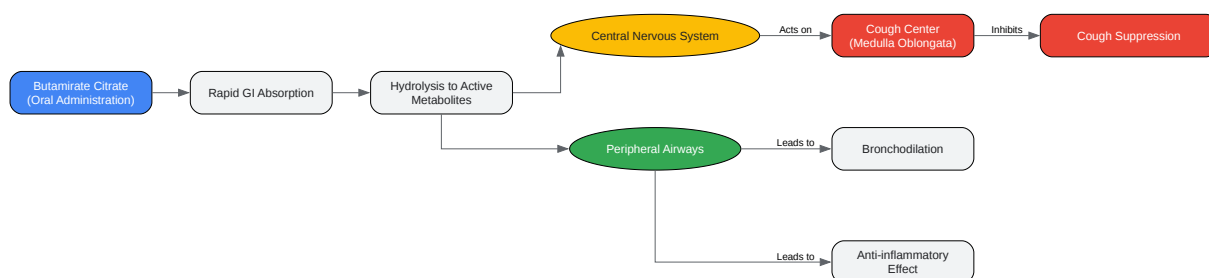 Butamirate Citrate
(Oral Administration)
Rapid GI Absorption
Hydrolysis to Active
Metabolites
Central Nervous System
Acts on
Cough Center
(Medulla Oblongata)
Inhibits
Cough Suppression
Peripheral Airways
Leads to
Bronchodilation
Leads to
Anti-inflammatory
Effect